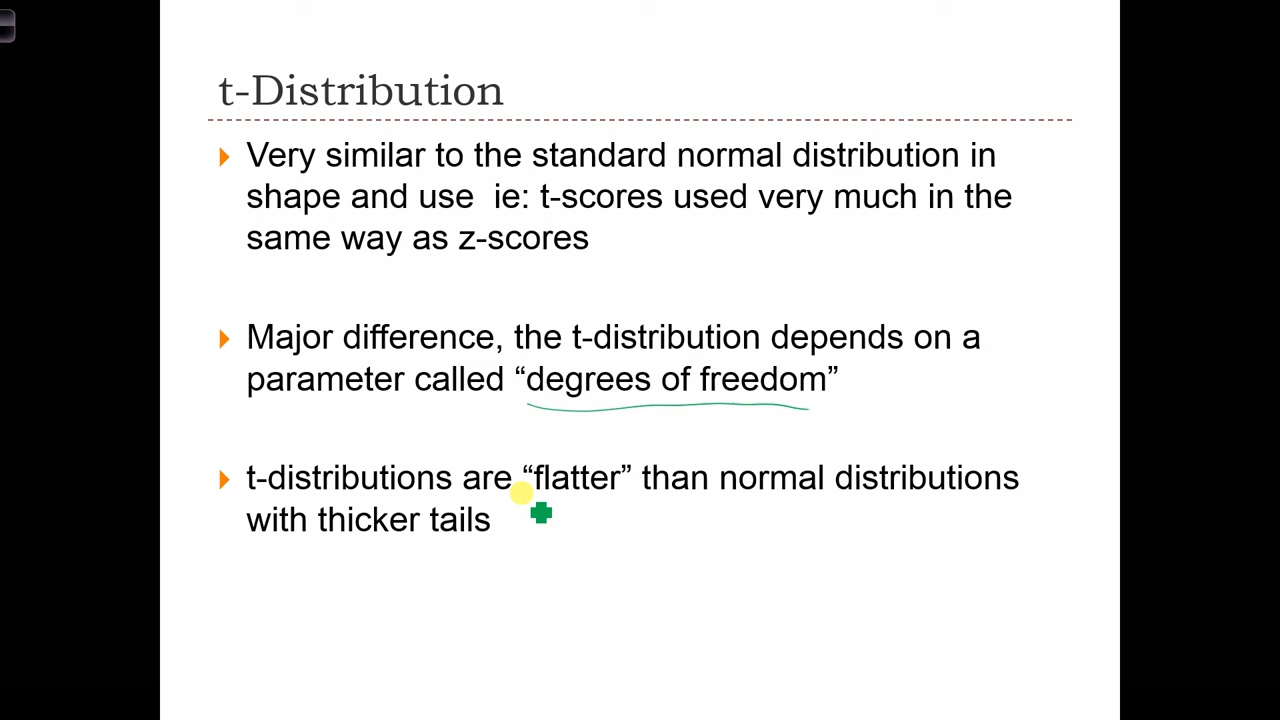 t-Distribution
Very similar to the standard normal distribution in
shape and use  ie: t-scores used very much in the
same way as z-scores
Major difference, the t-distribution depends on a
parameter called “degrees of freedom”
t-distributions are “flatter” than normal distributions
with thicker tails